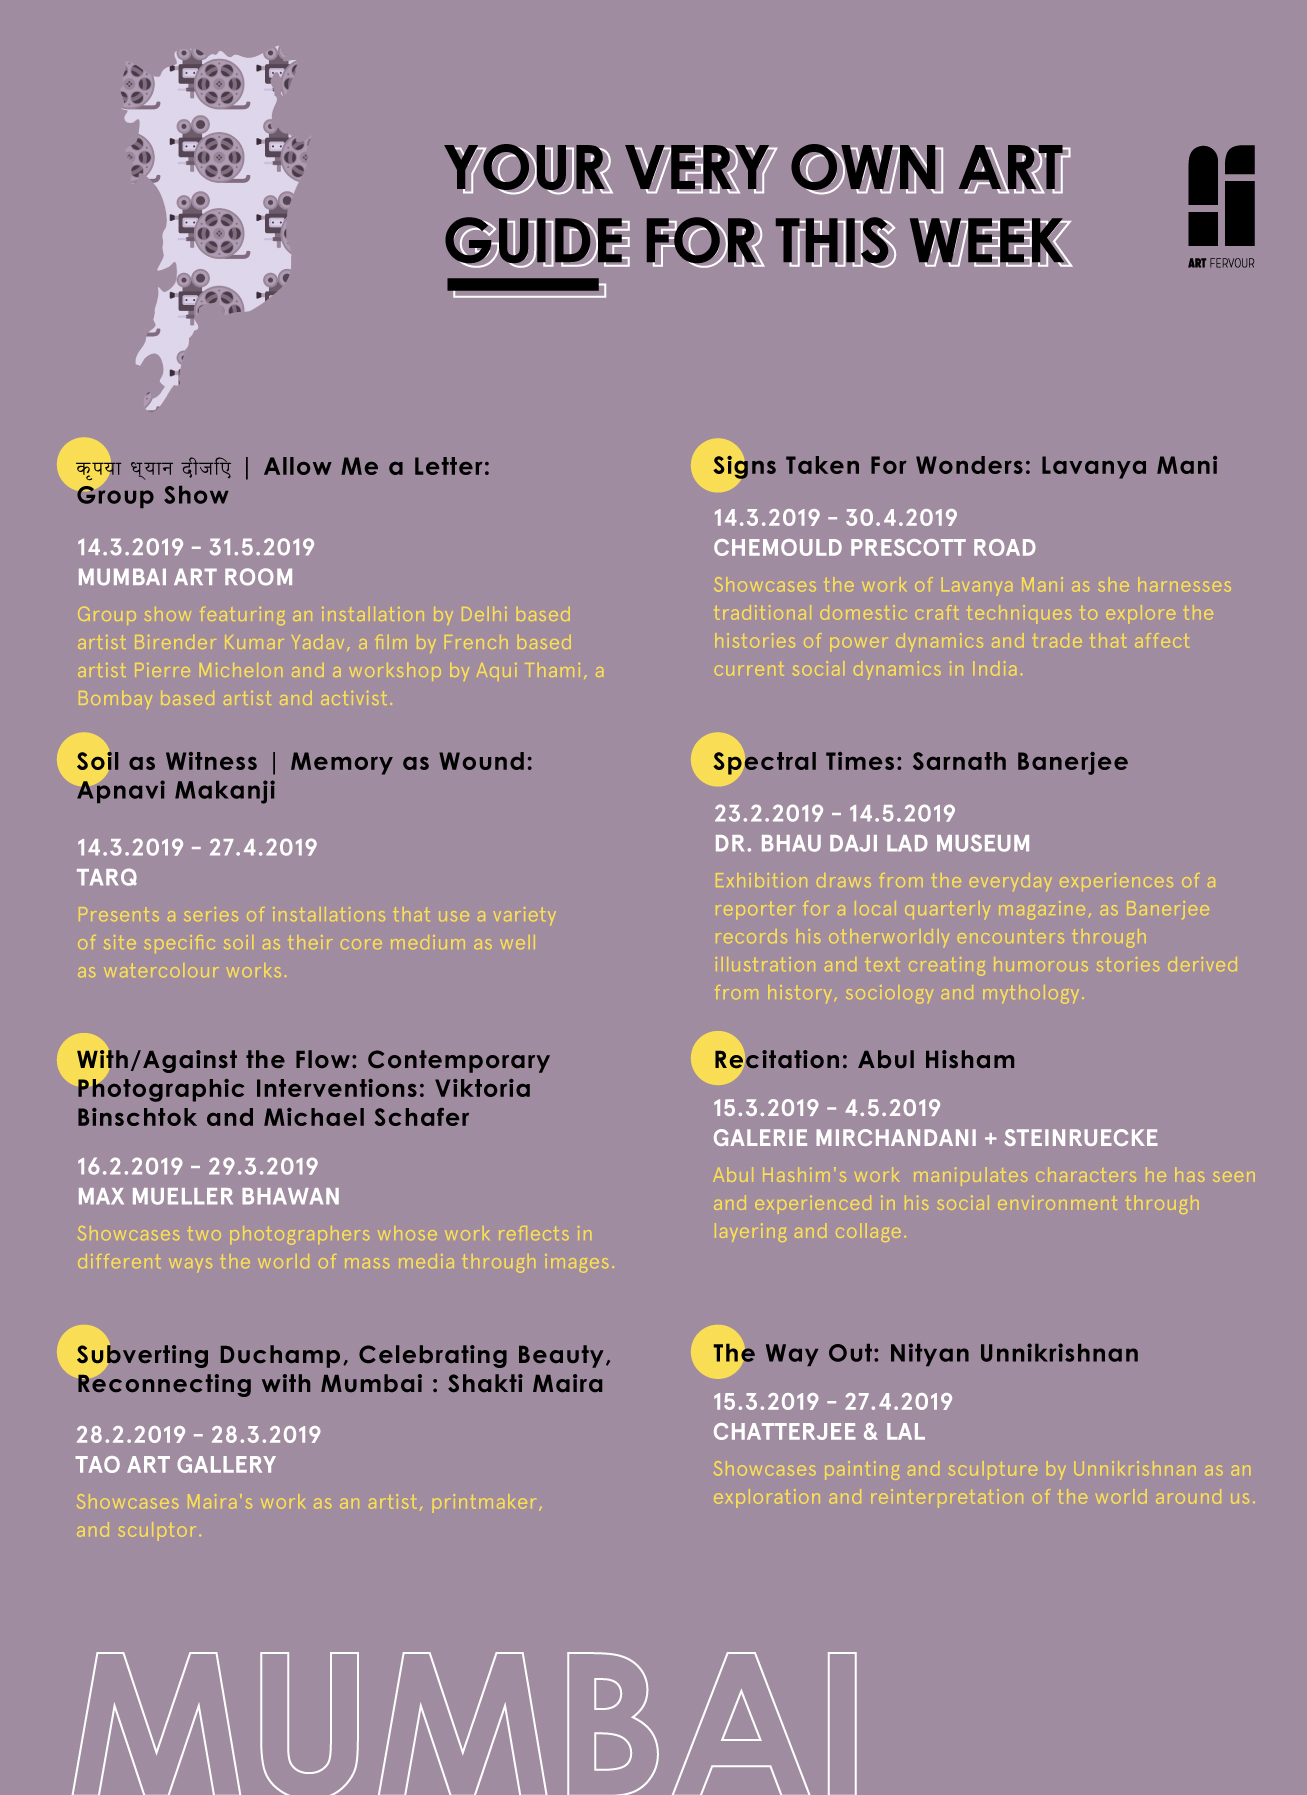 YOUR VERY OWN ART
GUIDE FOR THIS WEEK
ART FERVOUR
कृपया ध्यान दीजिए | Allow Me a Letter:
Group Show
14.3.2019 - 31.5.2019
MUMBAI ART ROOM
Group show featuring an installation by Delhi based
artist Birender Kumar Yadav, a film by French based
artist Pierre Michelon and a workshop by Aqui Thami, a
Bombay based artist and activist.
Soil as Witness | Memory as Wound:
Apnavi Makanji
14.3.2019 - 27.4.2019
TARQ
Presents a series of installations that use a variety
of site specific soil as their core medium as well
as watercolour works.
With/Against the Flow: Contemporary
Photographic Interventions: Viktoria
Binschtok and Michael Schafer
16.2.2019 - 29.3.2019
MAX MUELLER BHAWAN
Showcases two photographers whose work reflects in
different ways the world of mass media through images.
Subverting Duchamp, Celebrating Beauty,
Reconnecting with Mumbai : Shakti Maira
28.2.2019 - 28.3.2019
TAO ART GALLERY
Showcases Maira's work as an artist, printmaker,
and sculptor.
Signs Taken For Wonders: Lavanya Mani
14.3.2019 - 30.4.2019
CHEMOULD PRESCOTT ROAD
Showcases the work of Lavanya Mani as she harnesses
traditional domestic craft techniques to explore the
histories of power dynamics and trade that affect
current social dynamics in India.
Spectral Times: Sarnath Banerjee
23.2.2019 - 14.5.2019
DR. BHAU DAJI LAD MUSEUM
Exhibition draws from the everyday experiences of a
reporter for a local quarterly magazine, as Banerjee
records his otherworldly encounters through
illustration and text creating humorous stories derived
from history, sociology and mythology.
Recitation: Abul Hisham
15.3.2019 - 4.5.2019
GALERIE MIRCHANDANI + STEINRUECKE
Abul Hashim's work manipulates characters he has seen
and experienced in his social environment through
layering and collage.
The Way Out: Nityan Unnikrishnan
15.3.2019 - 27.4.2019
CHATTERJEE & LAL
Showcases painting and sculpture by Unnikrishnan as an
exploration and reinterpretation of the world around us.
MUMBAI